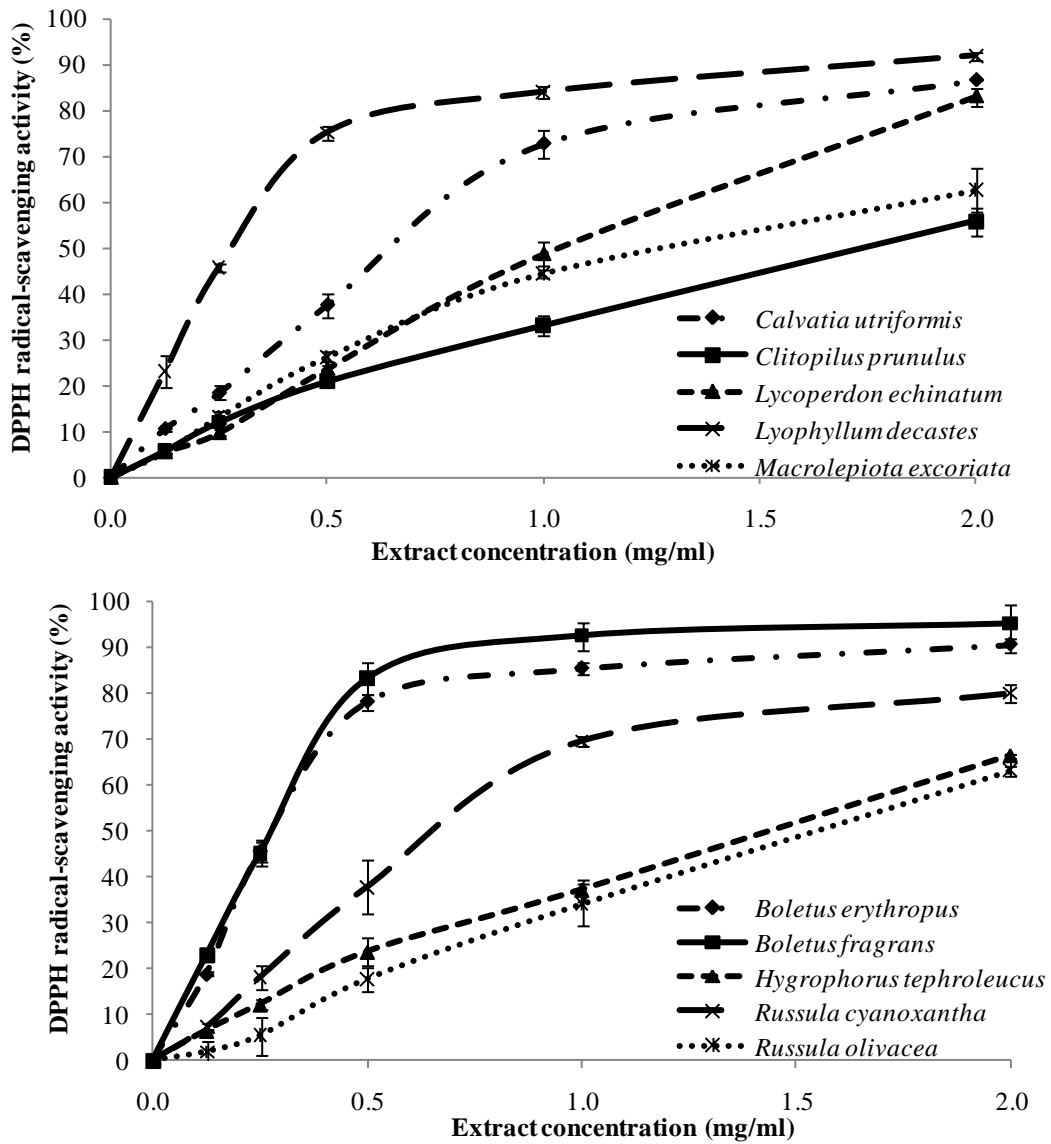 DPPH radical-scavenging activity (%)
100
90
80
70
60
50
40
30
20
10
0
Calvatia utriformis
Clitopilus prunulus
Lycoperdon echinatum
Lyophyllum decastes
Macrolepiota excoriata
0.0 0.5 1.0 1.5 2.0
Extract concentration (mg/ml)
DPPH radical-scavenging activity (%)
100
90
80
70
60
50
40
30
20
10
0
Boletus erythropus
Boletus fragrans
Hygrophorus tephroleucus
Russula cyanoxantha
Russula olivacea
0.0 0.5 1.0 1.5 2.0
Extract concentration (mg/ml)